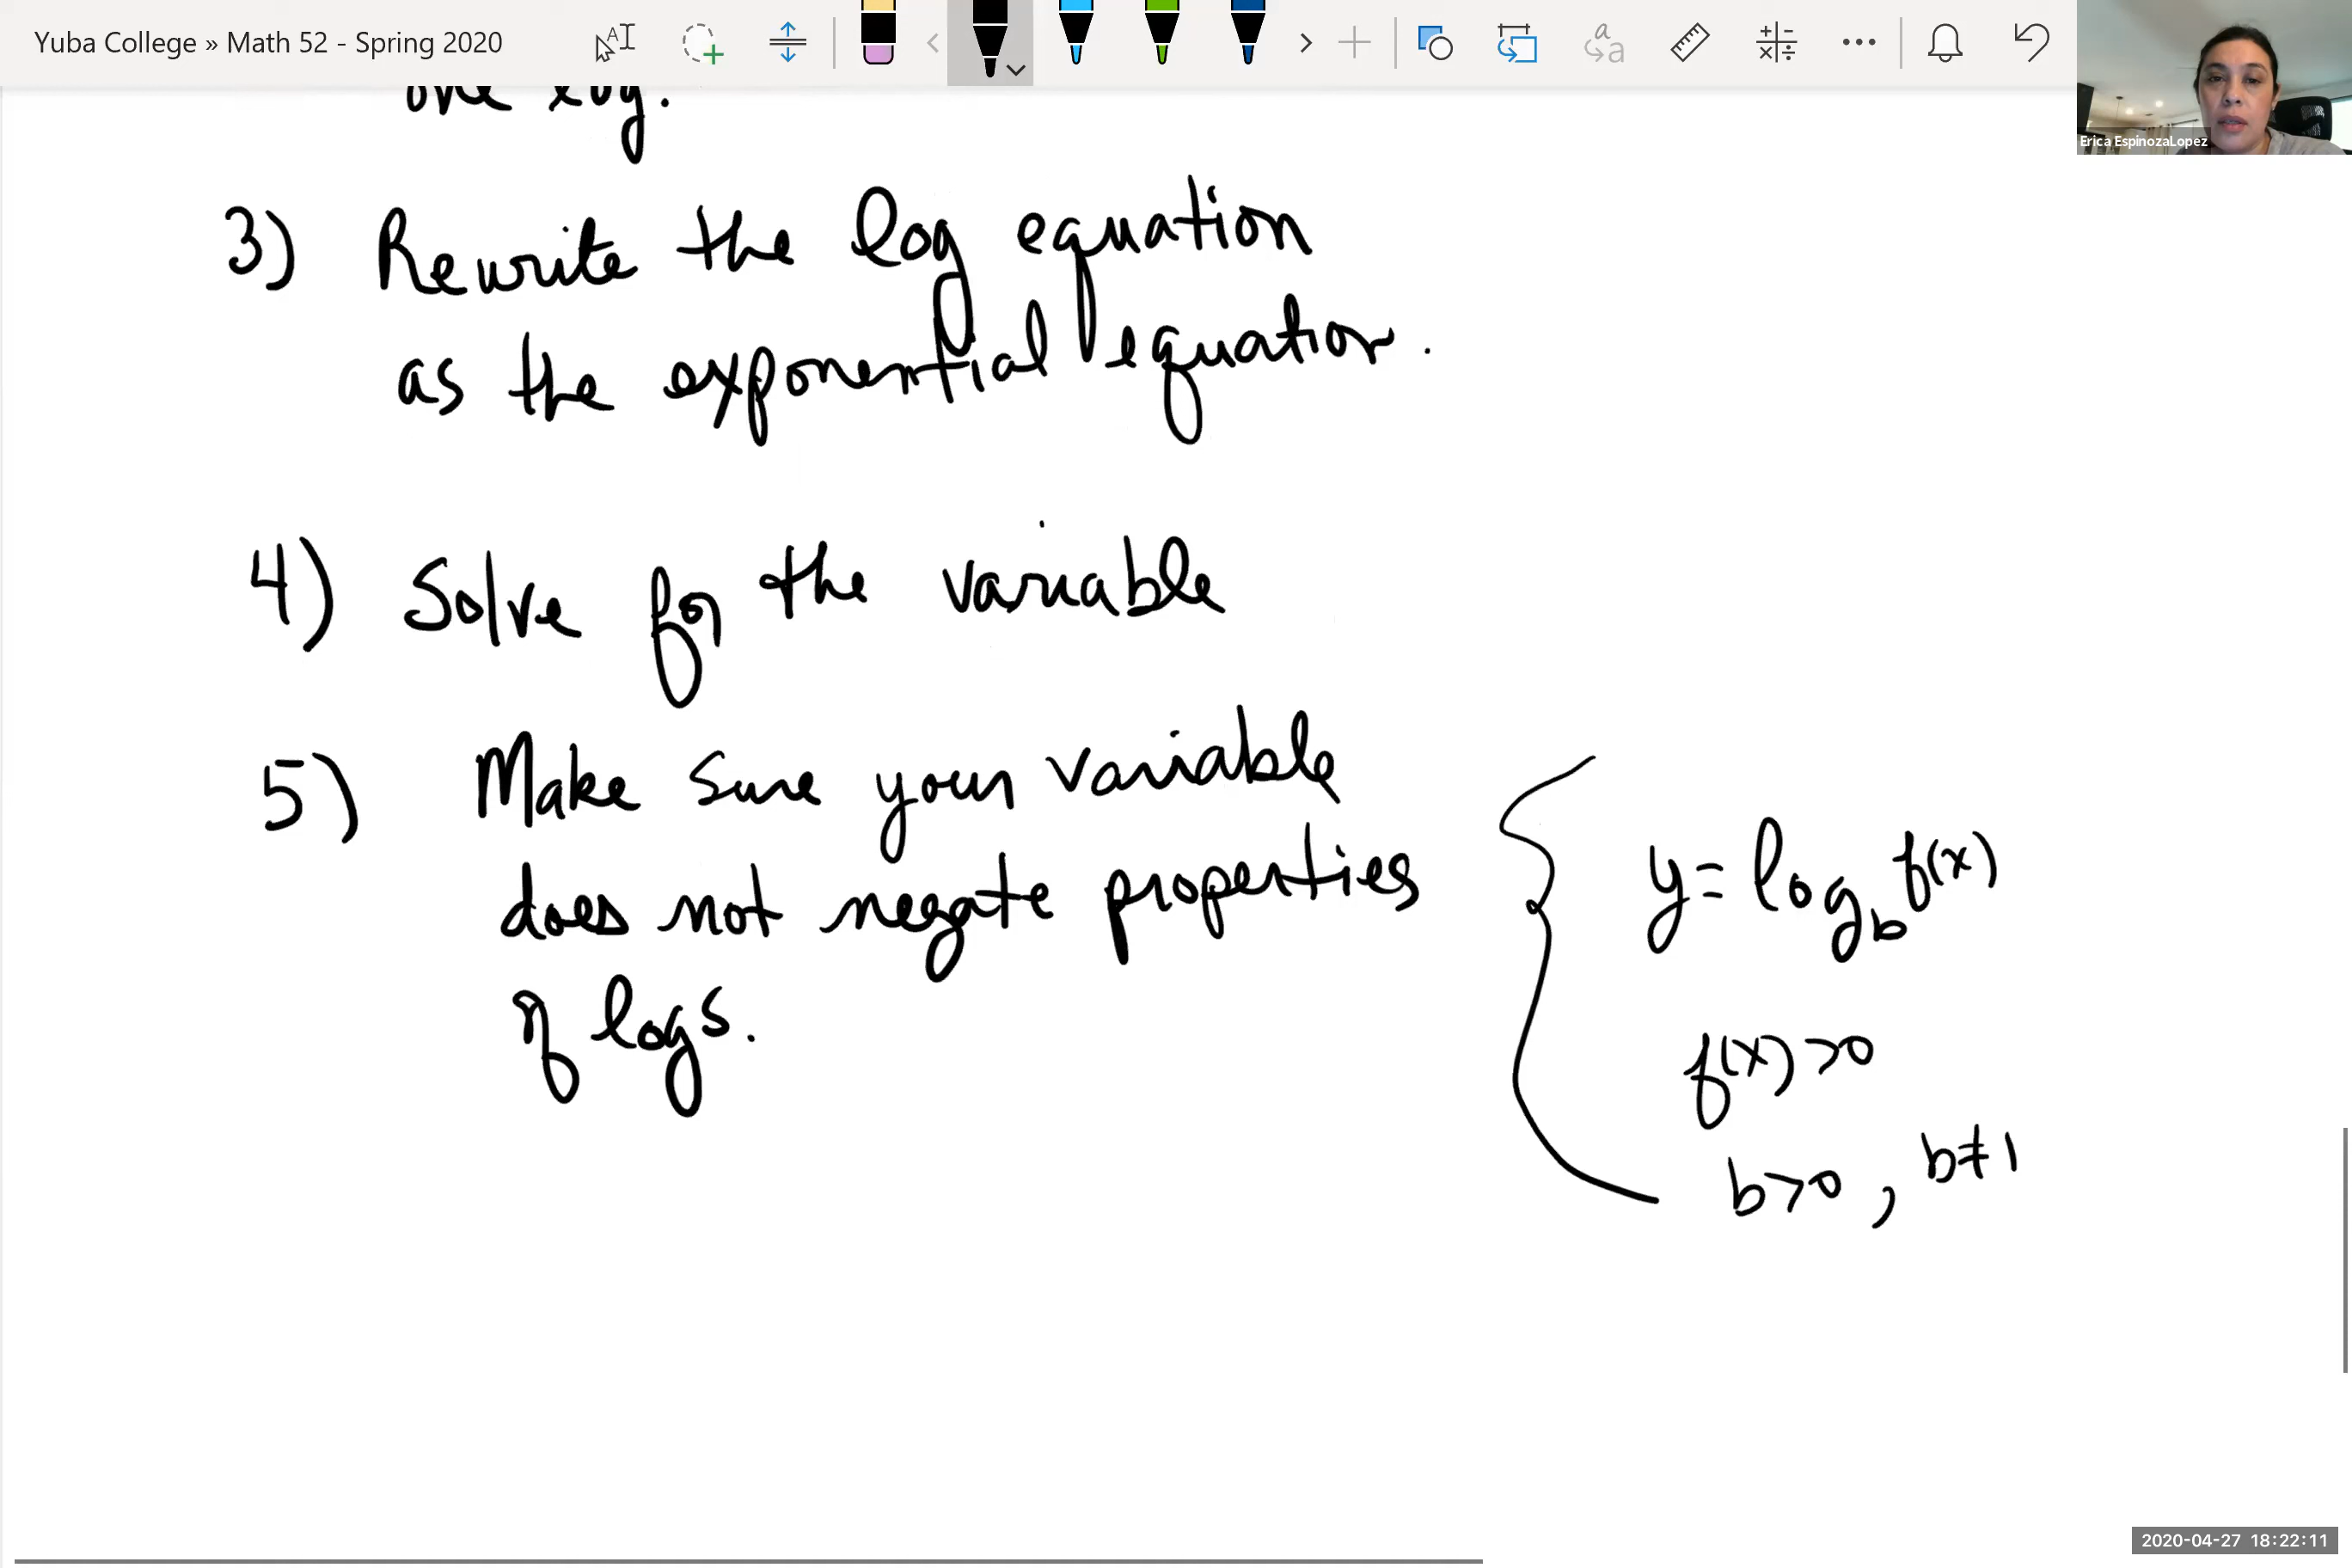 Yuba College » Math 52 - Spring 2020
Erica EspinozaLopez
one log.
3) Rewrite the log equation
as the exponential equation.
4) Solve for the variable
5) Make sure your variable
does not negate properties
of logs.
y = log_b f(x)
f(x) > 0
b > 0 , b ≠ 1
2020-04-27 18:22:11